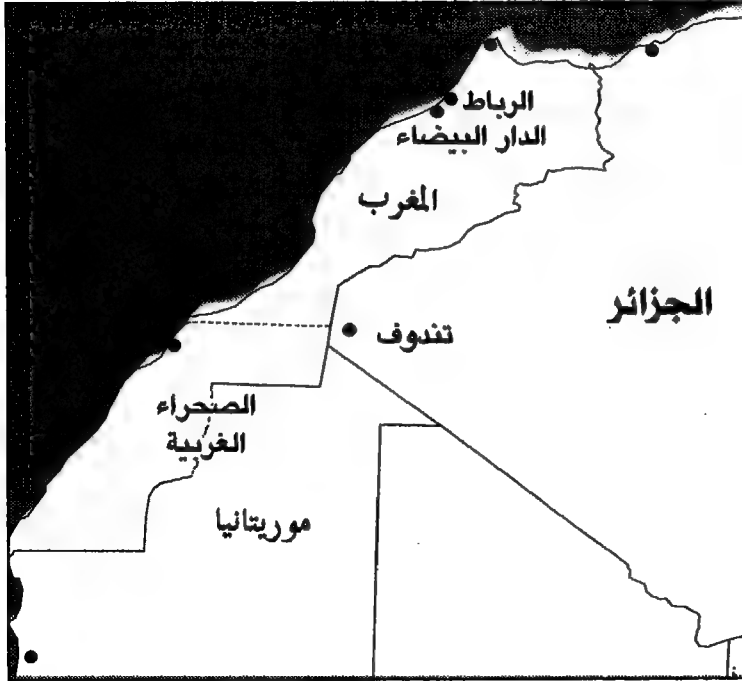 الرباط
الدار البيضاء
المغرب
الجزائر
تندوف
الصحراء
الغربية
موريتانيا